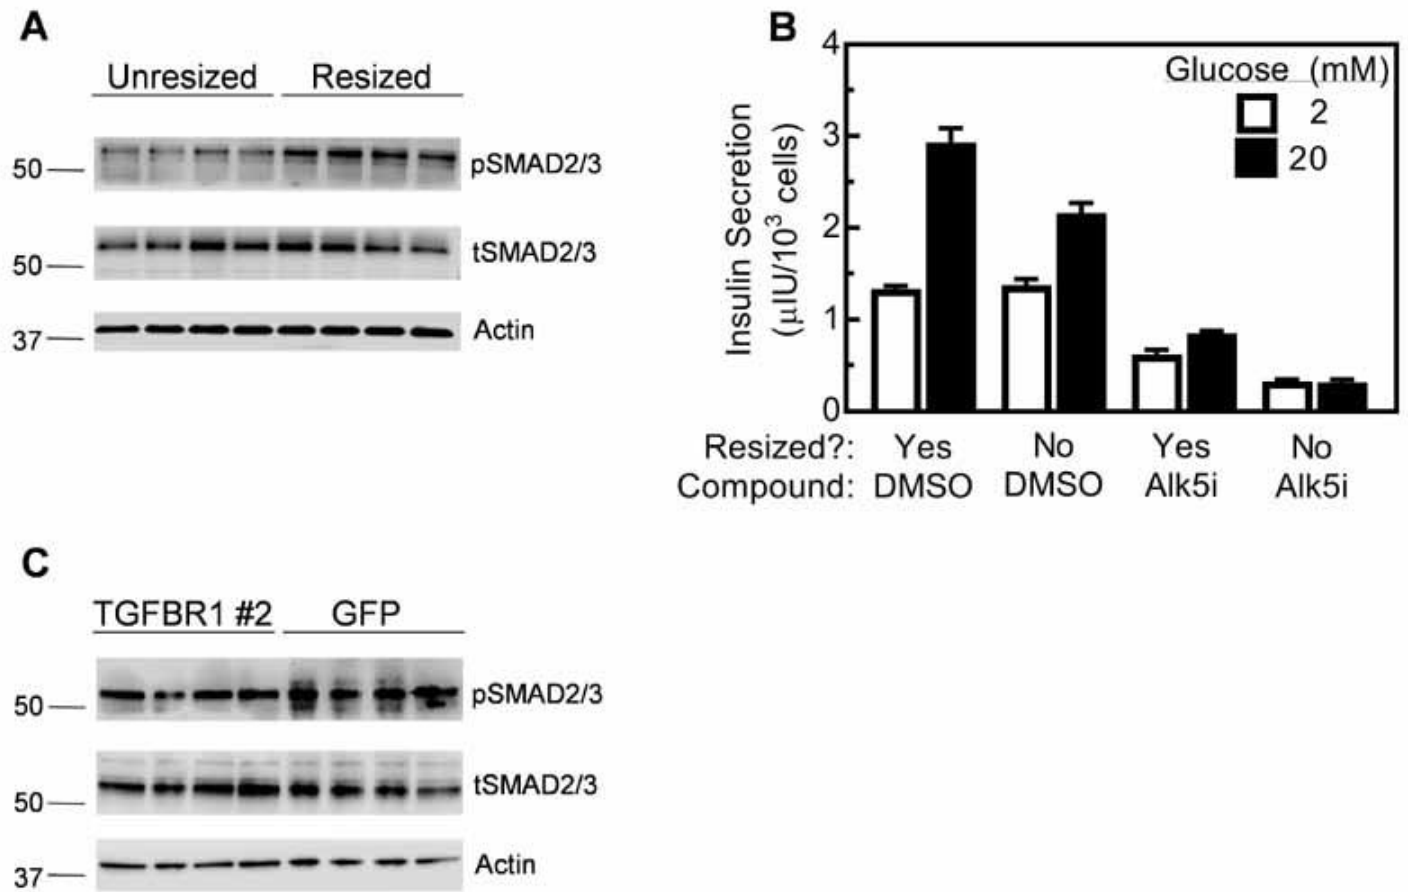 A
Unresized Resized
50 pSMAD2/3
50 tSMAD2/3
37 Actin
B
4
3
2
1
0
Insulin Secretion
(μIU/10³ cells)
Glucose (mM)
2
20
Resized?: Yes No Yes No
Compound: DMSO DMSO Alk5i Alk5i
C
TGFBR1 #2 GFP
50 pSMAD2/3
50 tSMAD2/3
37 Actin